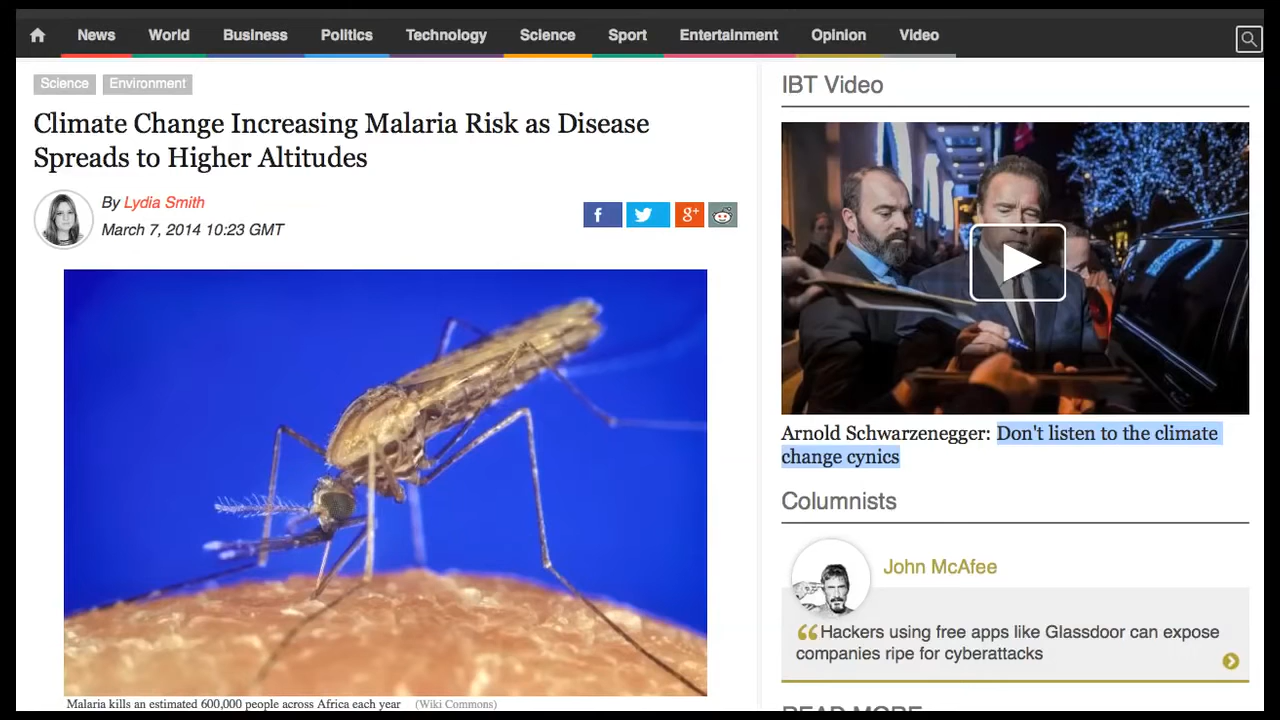 News World Business Politics Technology Science Sport Entertainment Opinion Video
Science Environment
Climate Change Increasing Malaria Risk as Disease
Spreads to Higher Altitudes
By Lydia Smith
March 7, 2014 10:23 GMT
f g+
Malaria kills an estimated 600,000 people across Africa each year (Wiki Commons)
IBT Video
Arnold Schwarzenegger: Don't listen to the climate
change cynics
Columnists
John McAfee
“Hackers using free apps like Glassdoor can expose
companies ripe for cyberattacks
READ MORE